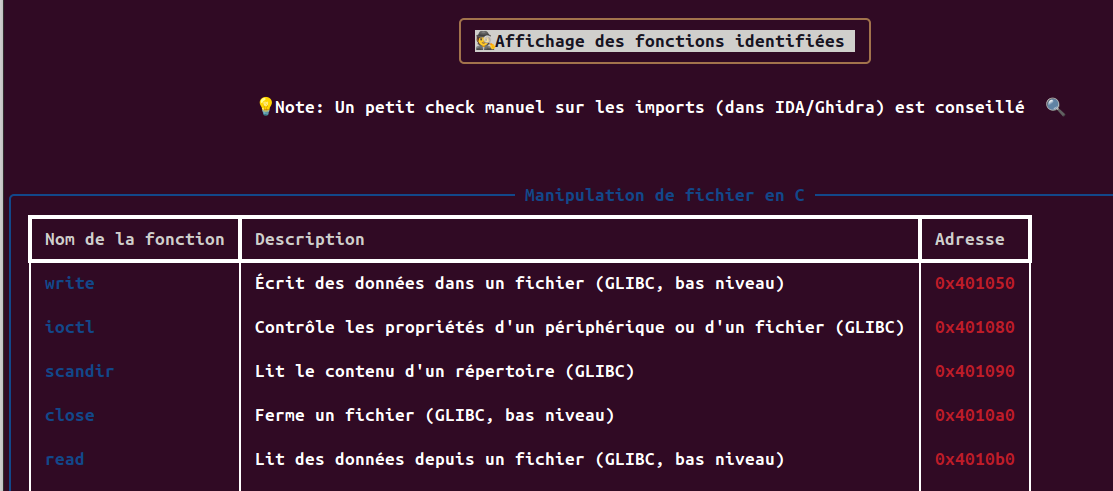 🕵Affichage des fonctions identifiées
💡Note: Un petit check manuel sur les imports (dans IDA/Ghidra) est conseillé 🔍
Manipulation de fichier en C
Nom de la fonction Description Adresse
write Écrit des données dans un fichier (GLIBC, bas niveau) 0x401050
ioctl Contrôle les propriétés d'un périphérique ou d'un fichier (GLIBC) 0x401080
scandir Lit le contenu d'un répertoire (GLIBC) 0x401090
close Ferme un fichier (GLIBC, bas niveau) 0x4010a0
read Lit des données depuis un fichier (GLIBC, bas niveau) 0x4010b0